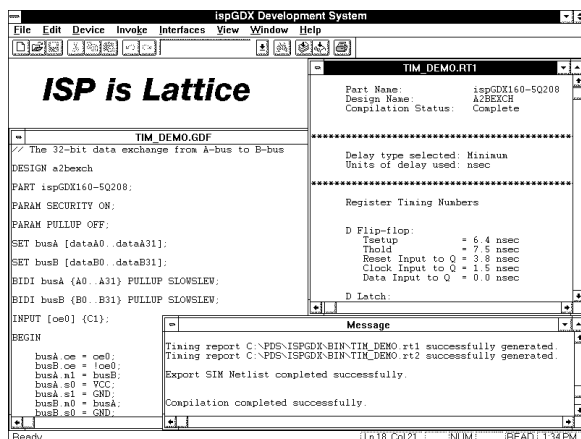 ispGDX Development System
File Edit Device Invoke Interfaces View Window Help
ISP is Lattice
TIM_DEMO.GDF
// The 32-bit data exchange from A-bus to B-bus
DESIGN a2bexch
PART ispGDX160-5Q208;
PARAM SECURITY ON;
PARAM PULLUP OFF;
SET busA [dataA0..dataA31];
SET busB [dataB0..dataB31];
BIDI busA {A0..A31} PULLUP SLOWSLEW;
BIDI busB {B0..B31} PULLUP SLOWSLEW;
INPUT [oe0] {C1};
BEGIN
busA.oe = oe0;
busB.oe = !oe0;
busA.m1 = busB;
busA.s0 = VCC;
busA.s1 = GND;
busB.m0 = busA;
busB.s0 = GND;
TIM_DEMO.RT1
Part Name: ispGDX160-5Q208
Design Name: A2BEXCH
Compilation Status: Complete
****************************************
Delay type selected: Minimum
Units of delay used: nsec
****************************************
Register Timing Numbers
D Flip-flop:
Tsetup = 6.4 nsec
Thold = 7.5 nsec
Reset Input to Q = 3.8 nsec
Clock Input to Q = 1.5 nsec
Data Input to Q = 0.0 nsec
D Latch:
Message
Timing report C:\PDS\ISPGDX\BIN\TIM_DEMO.rt1 successfully generated.
Timing report C:\PDS\ISPGDX\BIN\TIM_DEMO.rt2 successfully generated.
Export SIM Netlist completed successfully.
Compilation completed successfully.
Ready
Ln 18, Col 21 NUM READ 1:34 PM